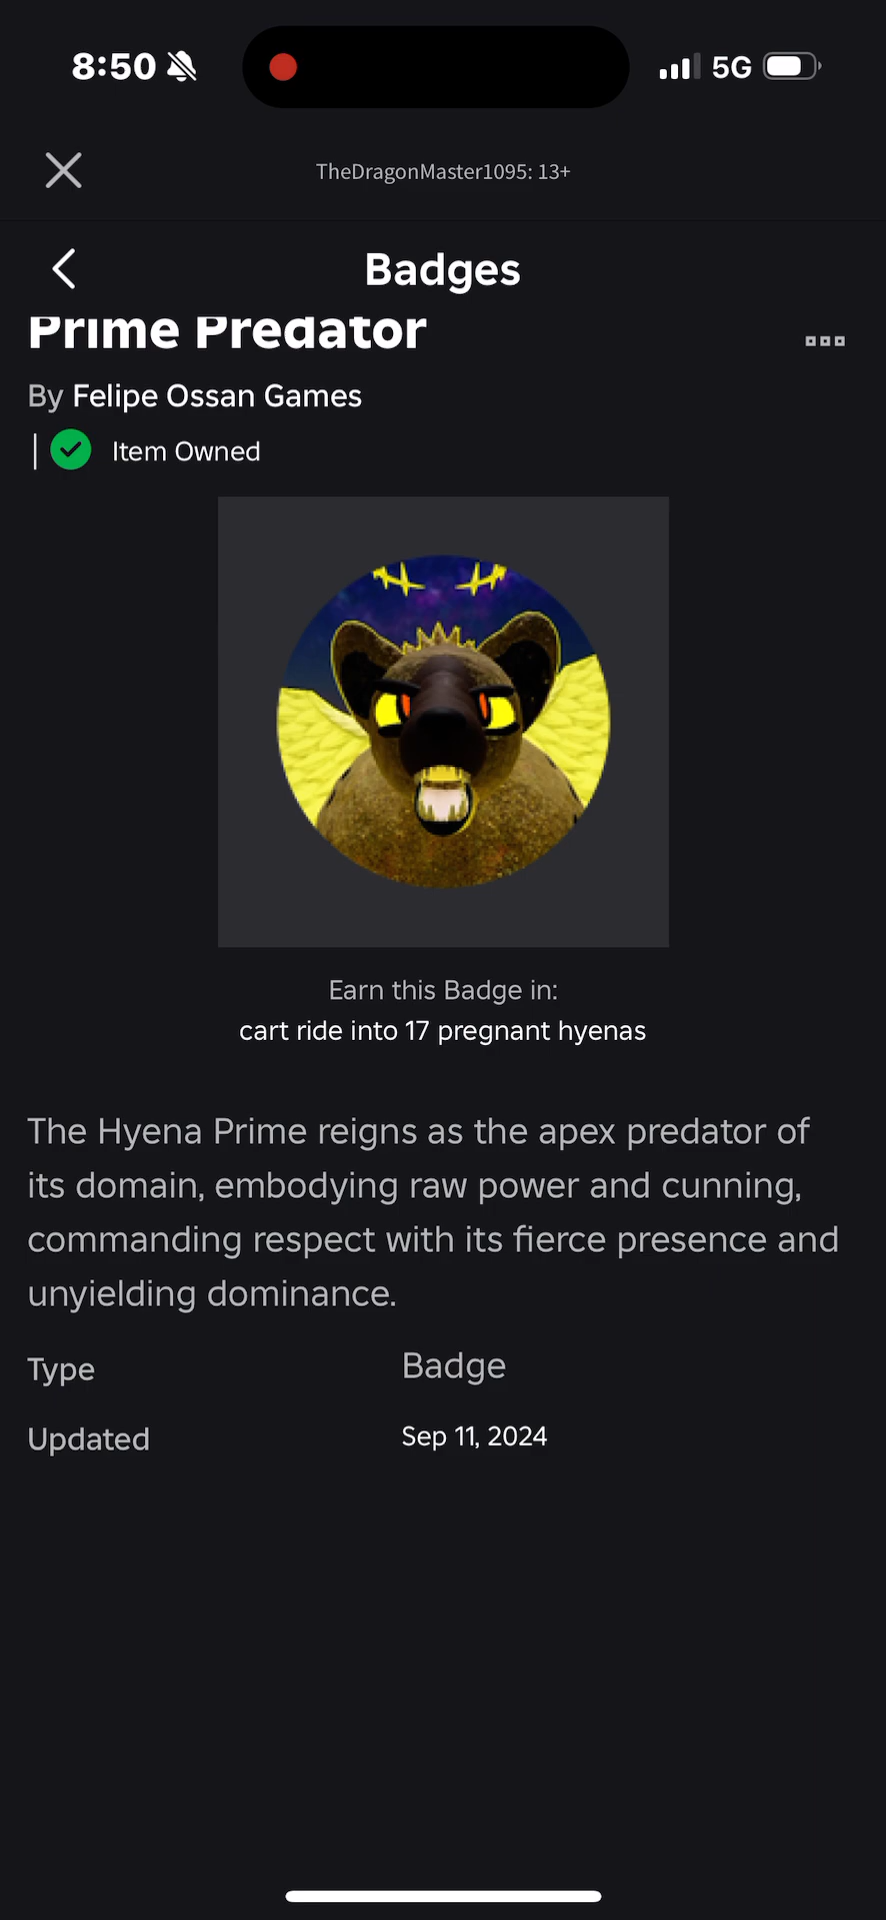 8:50
5G
TheDragonMaster1095: 13+
Badges
Prime Predator
By Felipe Ossan Games
Item Owned
Earn this Badge in:
cart ride into 17 pregnant hyenas
The Hyena Prime reigns as the apex predator of
its domain, embodying raw power and cunning,
commanding respect with its fierce presence and
unyielding dominance.
Type Badge
Updated Sep 11, 2024